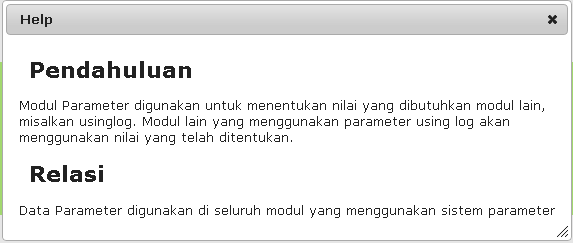 Help
Pendahuluan
Modul Parameter digunakan untuk menentukan nilai yang dibutuhkan modul lain,
misalkan usinglog. Modul lain yang menggunakan parameter using log akan
menggunakan nilai yang telah ditentukan.
Relasi
Data Parameter digunakan di seluruh modul yang menggunakan sistem parameter